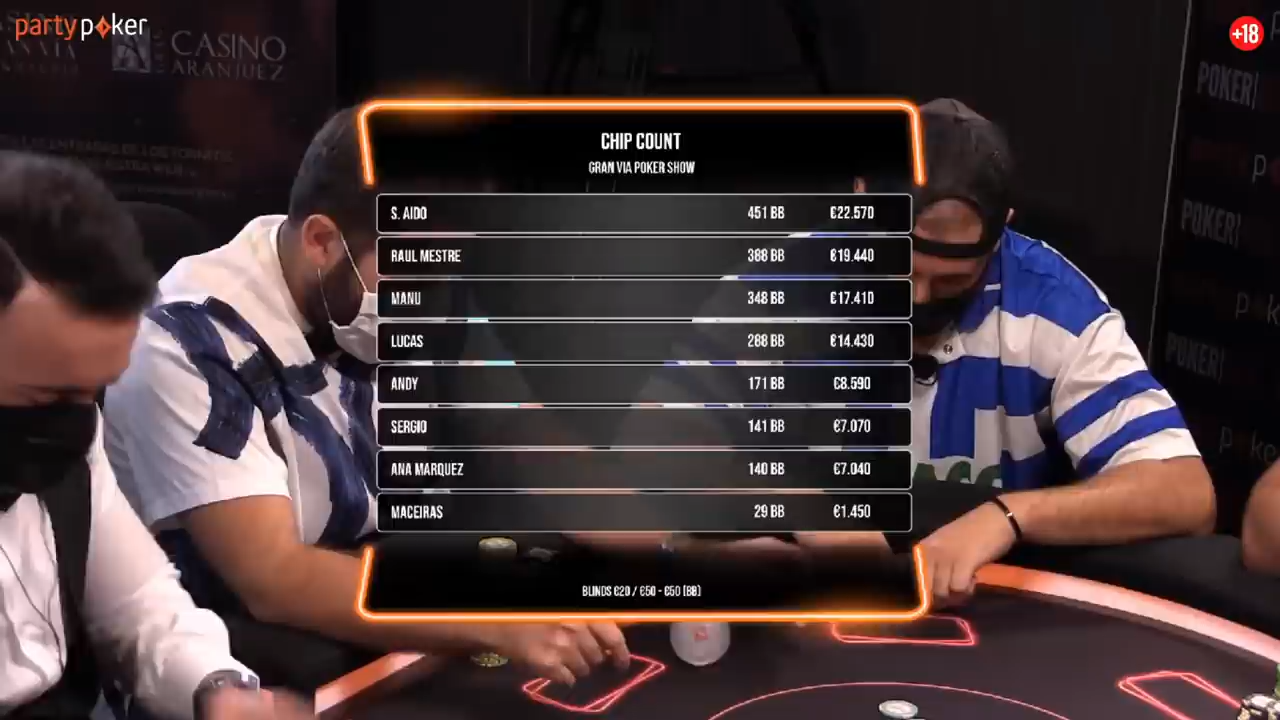 partypoker
+18
CASINO
ARANJUEZ
CHIP COUNT
GRAN VIA POKER SHOW
S. AIDO 451 BB €22.570
RAUL MESTRE 388 BB €19.440
MANU 348 BB €17.410
LUCAS 288 BB €14.430
ANDY 171 BB €8.590
SERGIO 141 BB €7.070
ANA MARQUEZ 140 BB €7.040
MACEIRAS 29 BB €1.450
BLINDS €20 / €50 - €50 (BB)
POKER
POKER
POKER